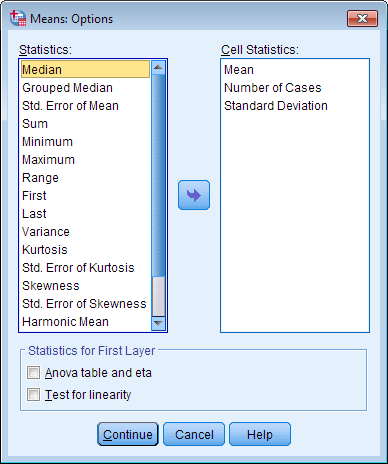 Means: Options
Statistics:
Median
Grouped Median
Std. Error of Mean
Sum
Minimum
Maximum
Range
First
Last
Variance
Kurtosis
Std. Error of Kurtosis
Skewness
Std. Error of Skewness
Harmonic Mean
Cell Statistics:
Mean
Number of Cases
Standard Deviation
Statistics for First Layer
Anova table and eta
Test for linearity
Continue
Cancel
Help